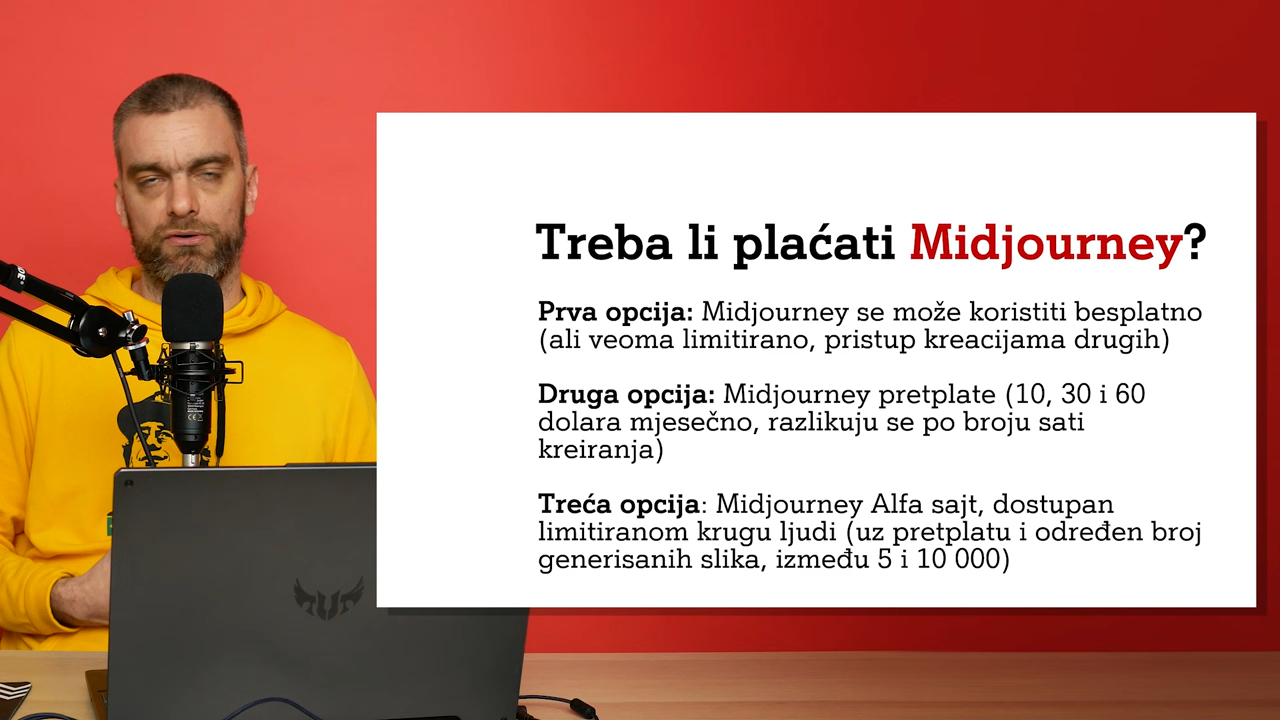 Treba li plaćati Midjourney?
Prva opcija: Midjourney se može koristiti besplatno
(ali veoma limitirano, pristup kreacijama drugih)
Druga opcija: Midjourney pretplate (10, 30 i 60
dolara mjesečno, razlikuju se po broju sati
kreiranja)
Treća opcija: Midjourney Alfa sajt, dostupan
limitiranom krugu ljudi (uz pretplatu i određen broj
generisanih slika, između 5 i 10 000)
TUF